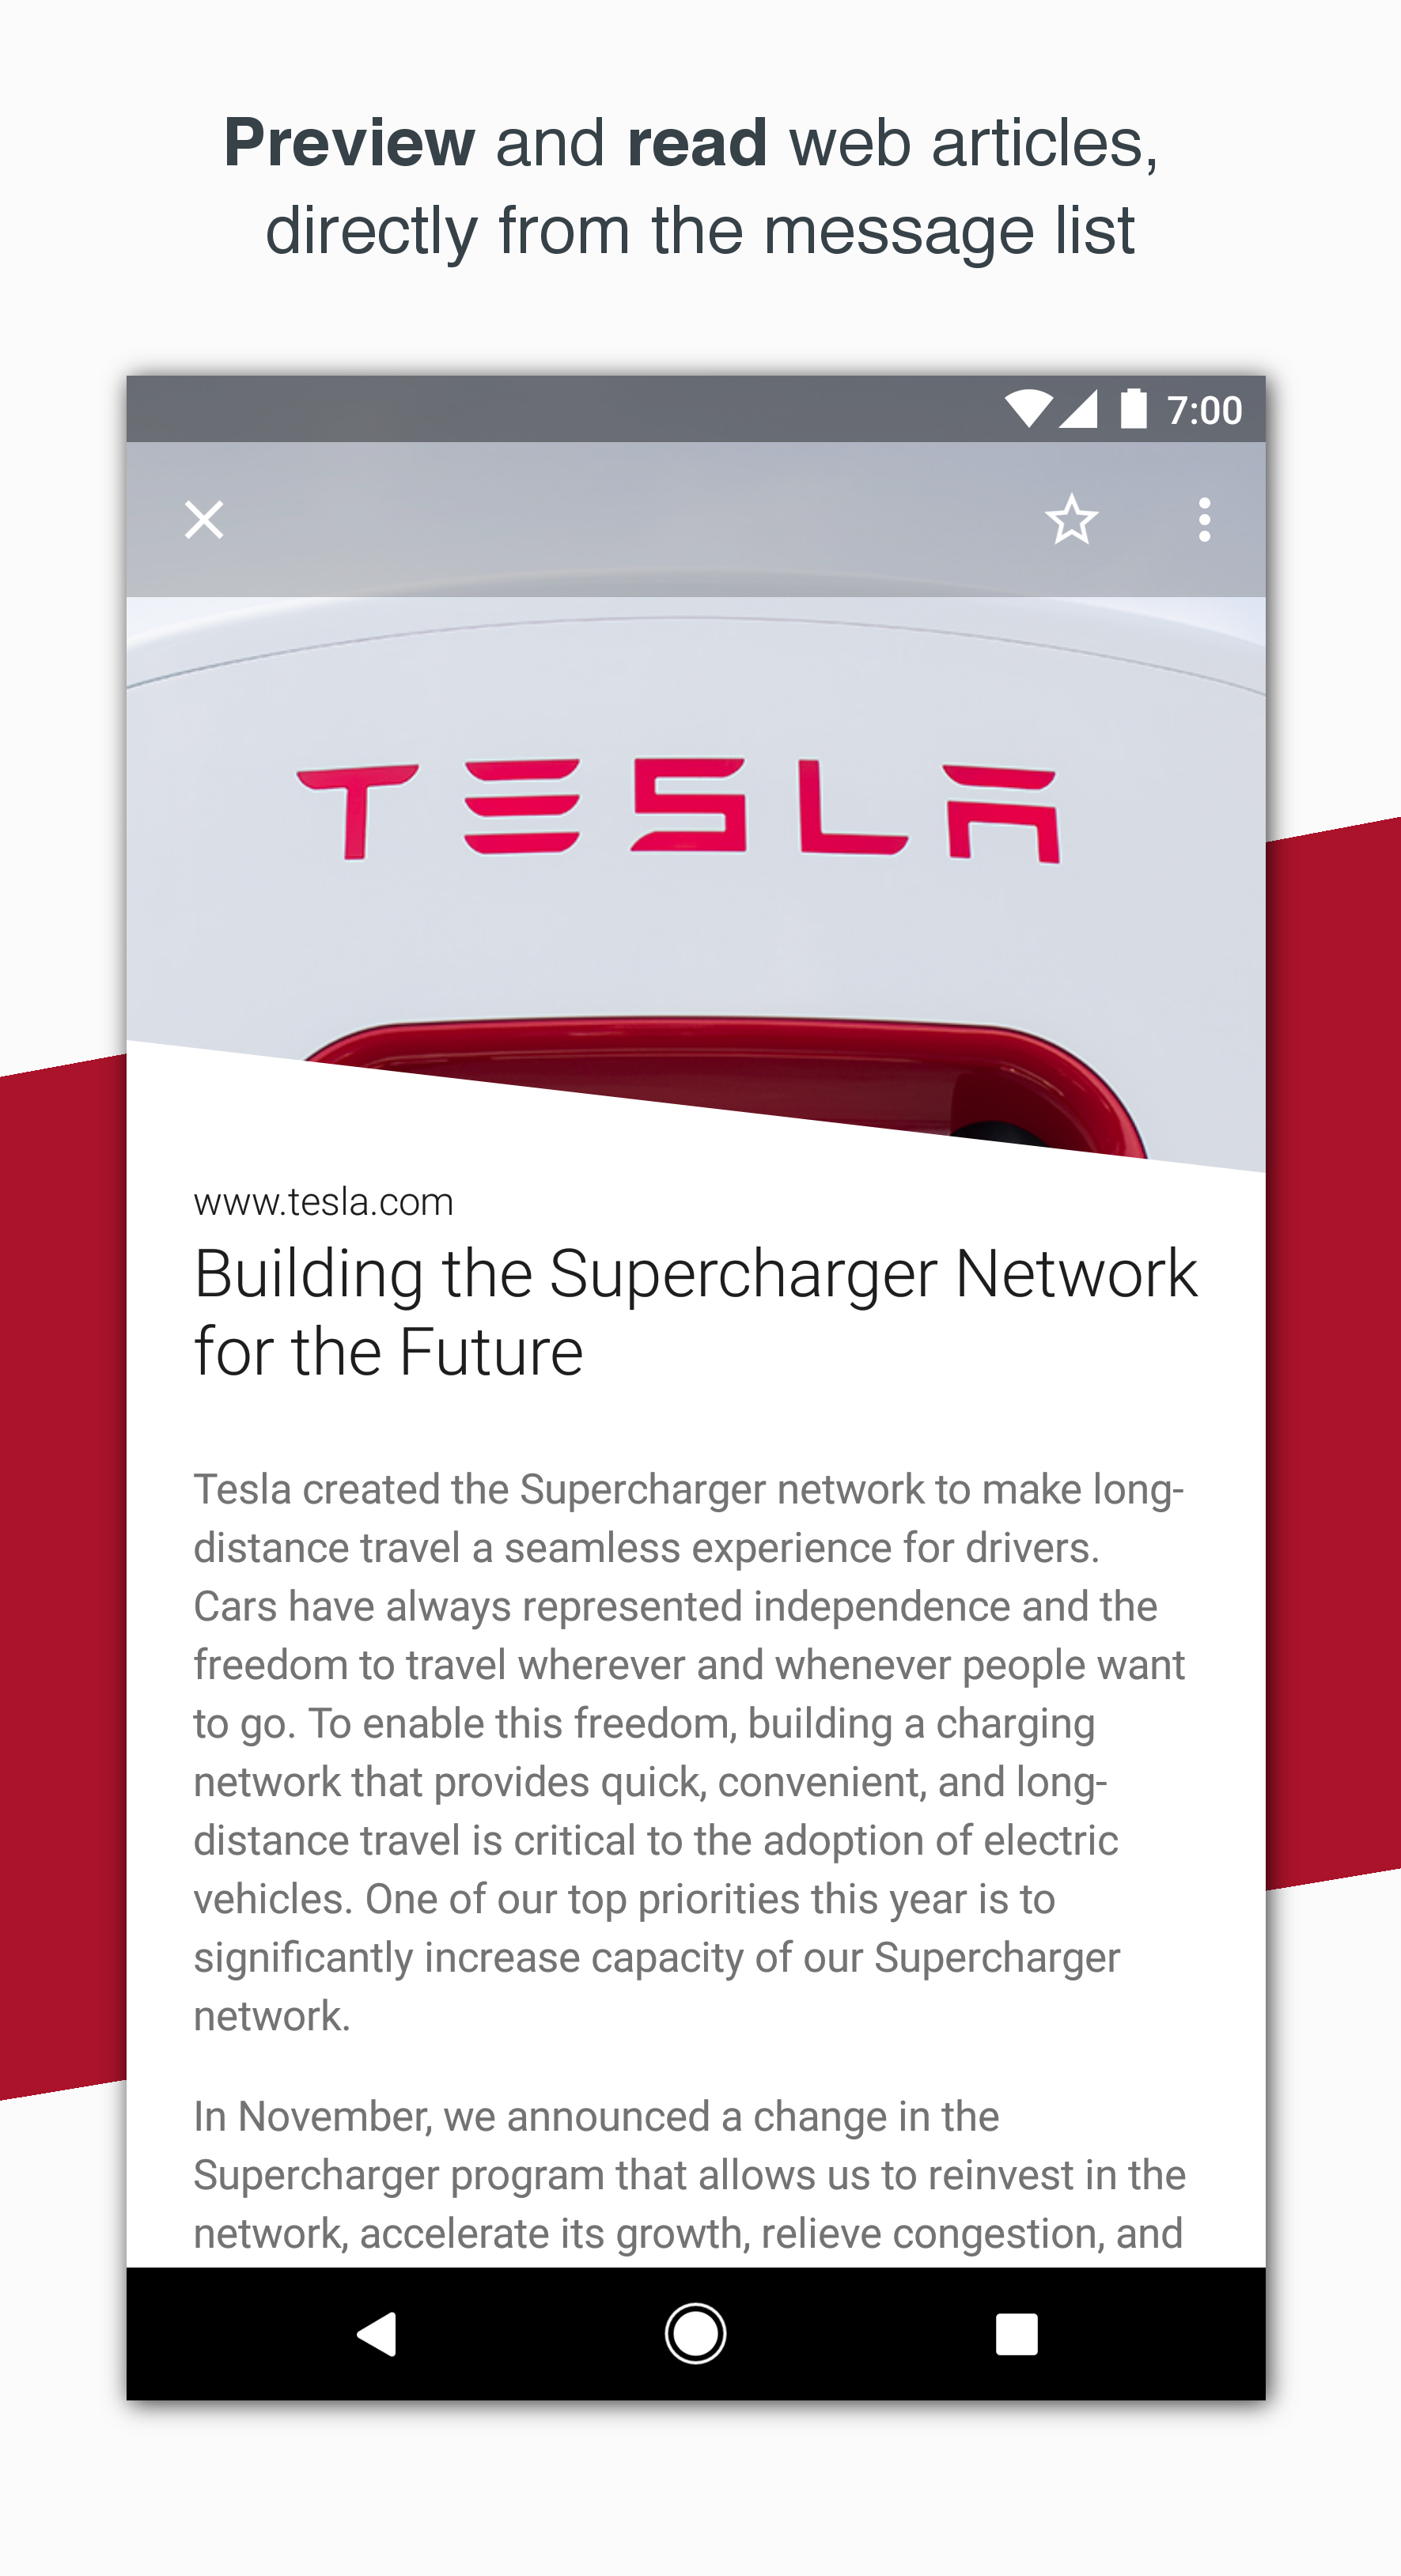 Preview and read web articles,
directly from the message list
7:00
TESLA
www.tesla.com
Building the Supercharger Network
for the Future
Tesla created the Supercharger network to make long-
distance travel a seamless experience for drivers.
Cars have always represented independence and the
freedom to travel wherever and whenever people want
to go. To enable this freedom, building a charging
network that provides quick, convenient, and long-
distance travel is critical to the adoption of electric
vehicles. One of our top priorities this year is to
significantly increase capacity of our Supercharger
network.
In November, we announced a change in the
Supercharger program that allows us to reinvest in the
network, accelerate its growth, relieve congestion, and